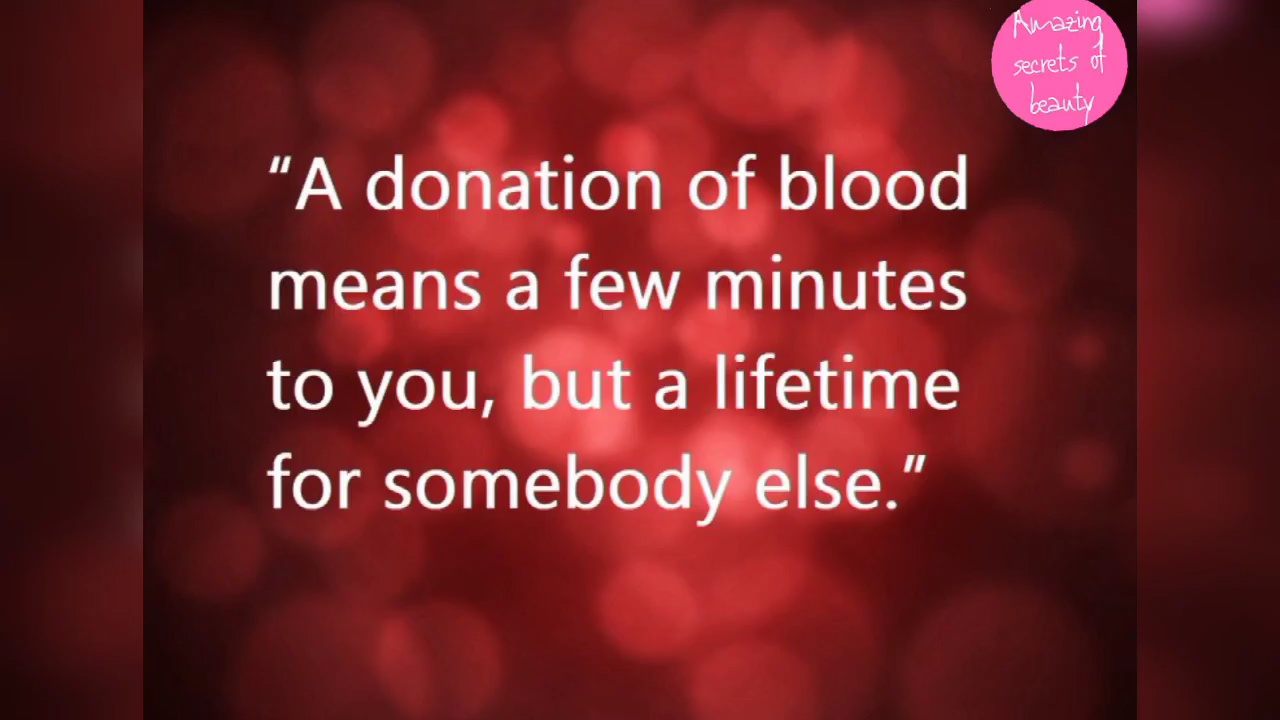 Amazing
secrets of
beauty
“A donation of blood
means a few minutes
to you, but a lifetime
for somebody else.”